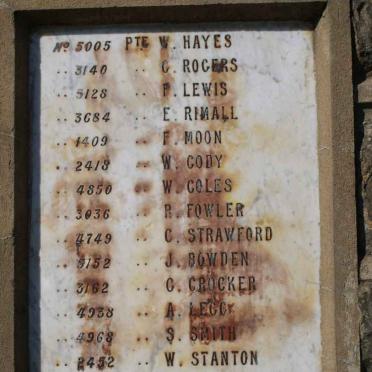 No 5005 PTE W. HAYES
.. 3140 .. G. ROGERS
.. 5128 .. F. LEWIS
.. 3684 .. E. RIMALL
.. 1409 .. F. MOON
.. 2418 .. W. CODY
.. 4850 .. W. COLES
.. 3036 .. R. FOWLER
.. 4749 .. C. STRAWFORD
.. 3152 .. J. BOWDEN
.. 3162 .. G. CROCKER
.. 4938 .. A. LEGG
.. 4968 .. S. SMITH
.. 2452 .. W. STANTON